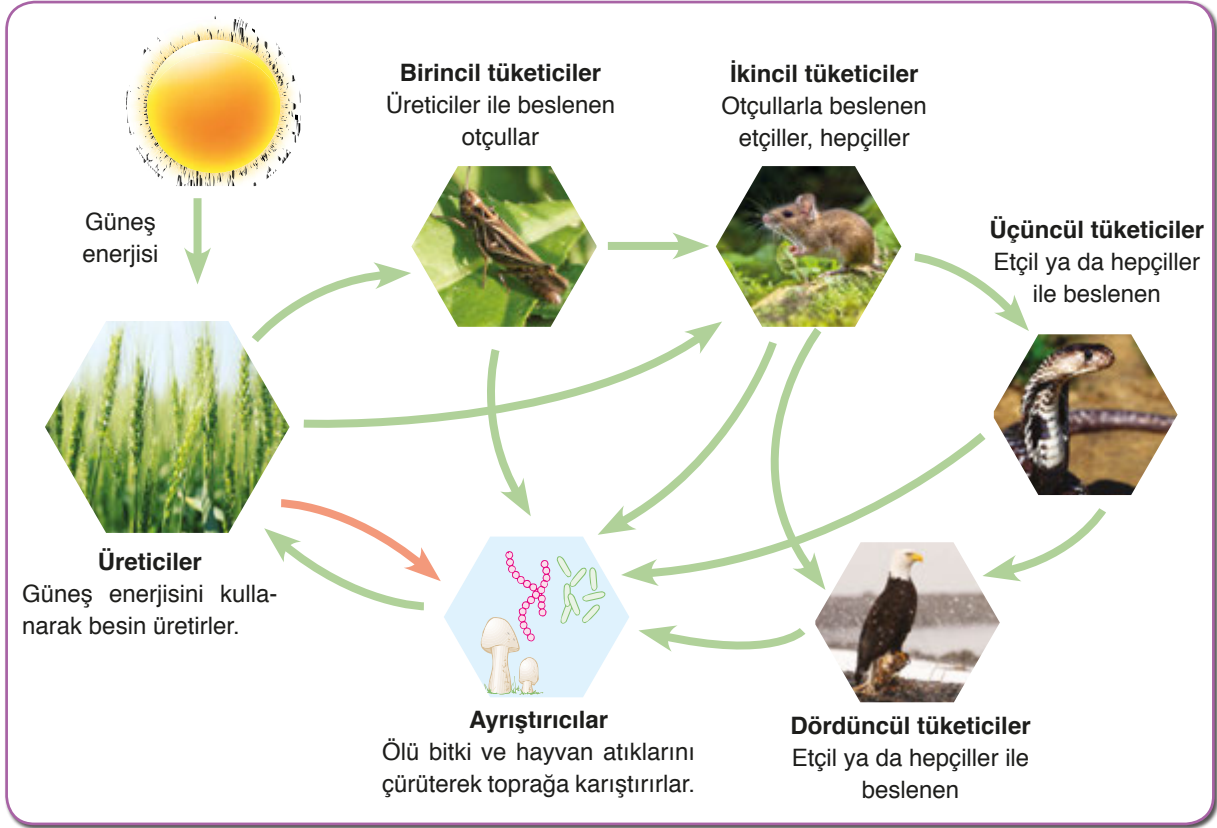 Birincil tüketiciler
Üreticiler ile beslenen
otçullar
İkincil tüketiciler
Otçullarla beslenen
etçiller, hepçiller
Güneş
enerjisi
Üçüncül tüketiciler
Etçil ya da hepçiller
ile beslenen
Üreticiler
Güneş enerjisini kulla-
narak besin üretirler.
Ayrıştırıcılar
Ölü bitki ve hayvan atıklarını
çürüterek toprağa karıştırırlar.
Dördüncül tüketiciler
Etçil ya da hepçiller ile
beslenen